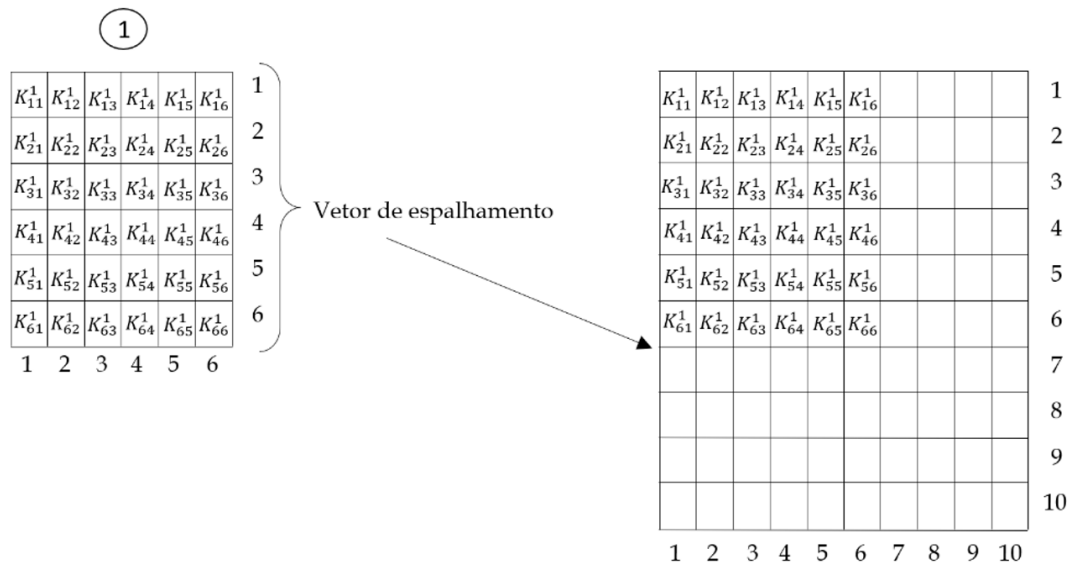 1
K¹₁₁ K¹₁₂ K¹₁₃ K¹₁₄ K¹₁₅ K¹₁₆ 1
K¹₂₁ K¹₂₂ K¹₂₃ K¹₂₄ K¹₂₅ K¹₂₆ 2
K¹₃₁ K¹₃₂ K¹₃₃ K¹₃₄ K¹₃₅ K¹₃₆ 3
K¹₄₁ K¹₄₂ K¹₄₃ K¹₄₄ K¹₄₅ K¹₄₆ 4
K¹₅₁ K¹₅₂ K¹₅₃ K¹₅₄ K¹₅₅ K¹₅₆ 5
K¹₆₁ K¹₆₂ K¹₆₃ K¹₆₄ K¹₆₅ K¹₆₆ 6
1 2 3 4 5 6
Vetor de espalhamento
K¹₁₁ K¹₁₂ K¹₁₃ K¹₁₄ K¹₁₅ K¹₁₆ 1
K¹₂₁ K¹₂₂ K¹₂₃ K¹₂₄ K¹₂₅ K¹₂₆ 2
K¹₃₁ K¹₃₂ K¹₃₃ K¹₃₄ K¹₃₅ K¹₃₆ 3
K¹₄₁ K¹₄₂ K¹₄₃ K¹₄₄ K¹₄₅ K¹₄₆ 4
K¹₅₁ K¹₅₂ K¹₅₃ K¹₅₄ K¹₅₅ K¹₅₆ 5
K¹₆₁ K¹₆₂ K¹₆₃ K¹₆₄ K¹₆₅ K¹₆₆ 6
7
8
9
10
1 2 3 4 5 6 7 8 9 10